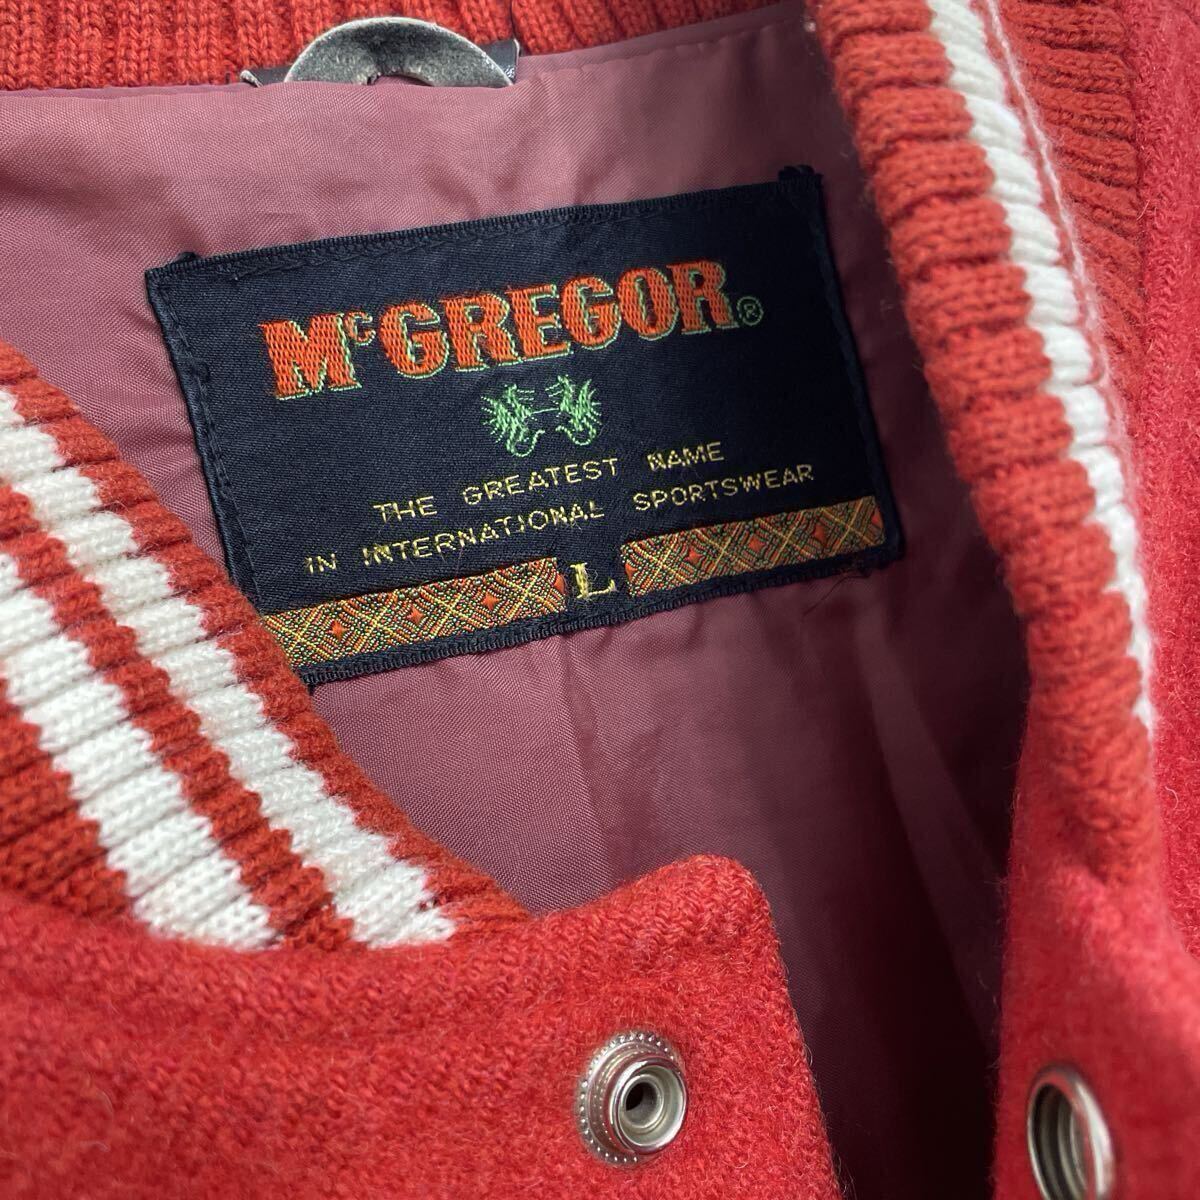 McGREGOR®
THE GREATEST NAME
IN INTERNATIONAL SPORTSWEAR
L